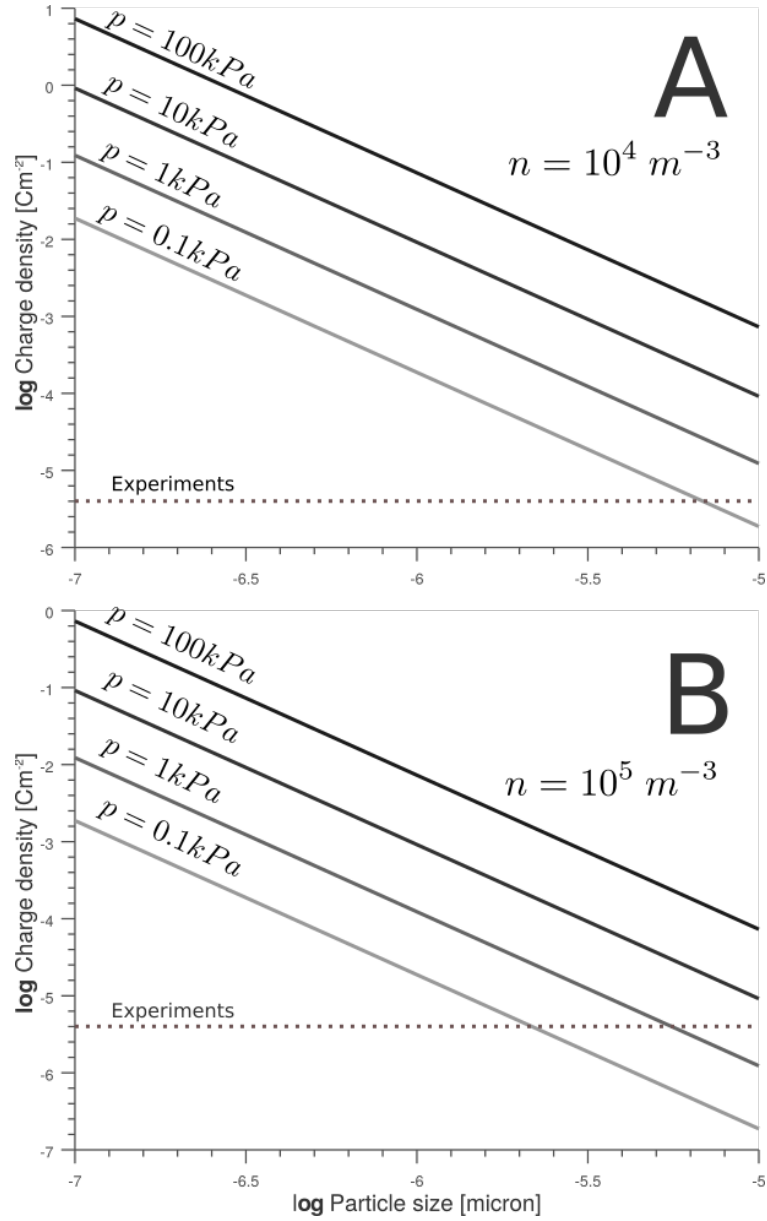 1
0
-1
-2
-3
-4
-5
-6
log Charge density [Cm⁻²]
p = 100kPa
p = 10kPa
p = 1kPa
p = 0.1kPa
A
n = 10⁴ m⁻³
Experiments
-7 -6.5 -6 -5.5 -5
0
-1
-2
-3
-4
-5
-6
-7
log Charge density [Cm⁻²]
p = 100kPa
p = 10kPa
p = 1kPa
p = 0.1kPa
B
n = 10⁵ m⁻³
Experiments
-7 -6.5 -6 -5.5 -5
log Particle size [micron]